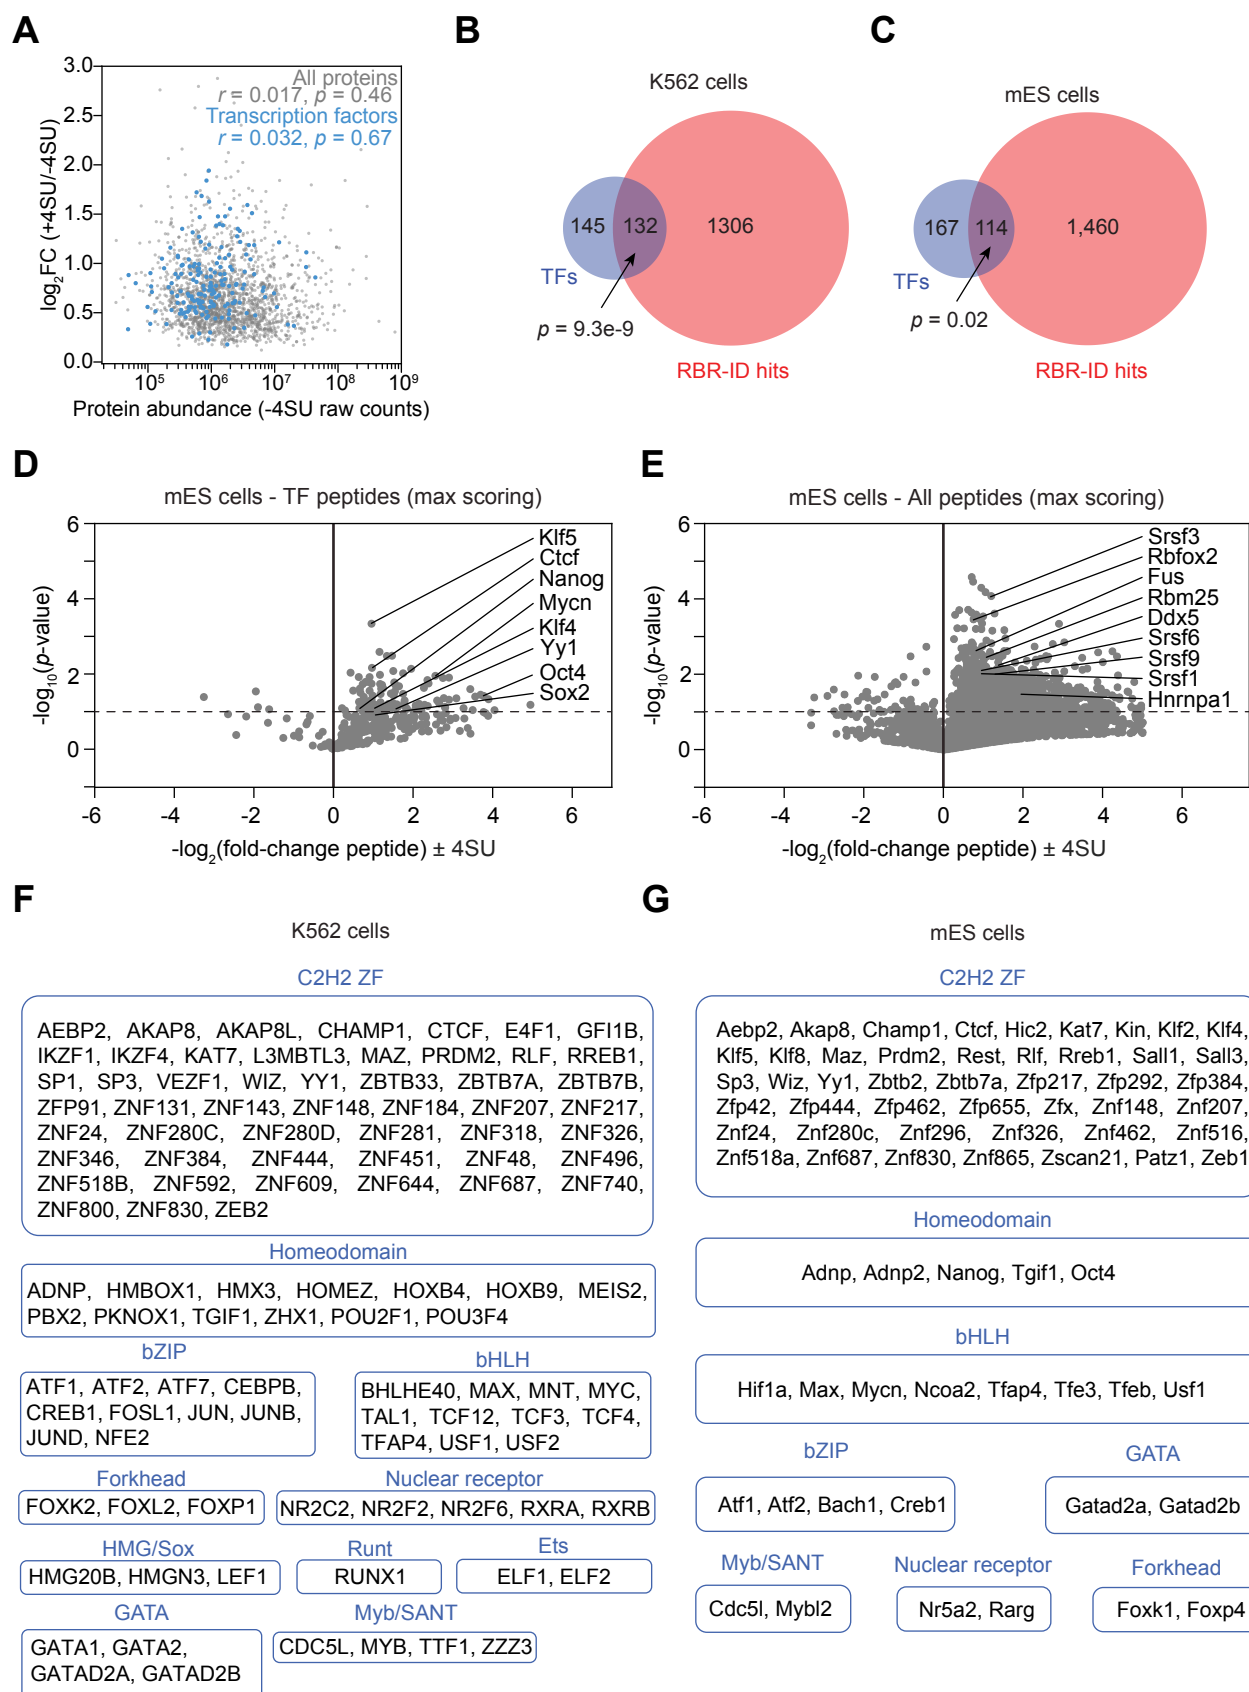 A
3.0
2.5
2.0
1.5
1.0
0.5
0.0
log2FC (+4SU/-4SU)
All proteins
r = 0.017, p = 0.46
Transcription factors
r = 0.032, p = 0.67
10^5 10^6 10^7 10^8 10^9
Protein abundance (-4SU raw counts)
B
K562 cells
145 132 1306
TFs
p = 9.3e-9
RBR-ID hits
C
mES cells
167 114 1,460
TFs
p = 0.02
RBR-ID hits
D
mES cells - TF peptides (max scoring)
6
4
2
0
-log10(p-value)
Klf5
Ctcf
Nanog
Mycn
Klf4
Yy1
Oct4
Sox2
-6 -4 -2 0 2 4 6
-log2(fold-change peptide) ± 4SU
E
mES cells - All peptides (max scoring)
6
4
2
0
-log10(p-value)
Srsf3
Rbfox2
Fus
Rbm25
Ddx5
Srsf6
Srsf9
Srsf1
Hnrnpa1
-6 -4 -2 0 2 4 6
-log2(fold-change peptide) ± 4SU
F
K562 cells
C2H2 ZF
AEBP2, AKAP8, AKAP8L, CHAMP1, CTCF, E4F1, GFI1B,
IKZF1, IKZF4, KAT7, L3MBTL3, MAZ, PRDM2, RLF, RREB1,
SP1, SP3, VEZF1, WIZ, YY1, ZBTB33, ZBTB7A, ZBTB7B,
ZFP91, ZNF131, ZNF143, ZNF148, ZNF184, ZNF207, ZNF217,
ZNF24, ZNF280C, ZNF280D, ZNF281, ZNF318, ZNF326,
ZNF346, ZNF384, ZNF444, ZNF451, ZNF48, ZNF496,
ZNF518B, ZNF592, ZNF609, ZNF644, ZNF687, ZNF740,
ZNF800, ZNF830, ZEB2
Homeodomain
ADNP, HMBOX1, HMX3, HOMEZ, HOXB4, HOXB9, MEIS2,
PBX2, PKNOX1, TGIF1, ZHX1, POU2F1, POU3F4
bZIP
ATF1, ATF2, ATF7, CEBPB,
CREB1, FOSL1, JUN, JUNB,
JUND, NFE2
bHLH
BHLHE40, MAX, MNT, MYC,
TAL1, TCF12, TCF3, TCF4,
TFAP4, USF1, USF2
Forkhead
FOXK2, FOXL2, FOXP1
Nuclear receptor
NR2C2, NR2F2, NR2F6, RXRA, RXRB
HMG/Sox
HMG20B, HMGN3, LEF1
Runt
RUNX1
Ets
ELF1, ELF2
GATA
GATA1, GATA2,
GATAD2A, GATAD2B
Myb/SANT
CDC5L, MYB, TTF1, ZZZ3
G
mES cells
C2H2 ZF
Aebp2, Akap8, Champ1, Ctcf, Hic2, Kat7, Kin, Klf2, Klf4,
Klf5, Klf8, Maz, Prdm2, Rest, Rlf, Rreb1, Sall1, Sall3,
Sp3, Wiz, Yy1, Zbtb2, Zbtb7a, Zfp217, Zfp292, Zfp384,
Zfp42, Zfp444, Zfp462, Zfp655, Zfx, Znf148, Znf207,
Znf24, Znf280c, Znf296, Znf326, Znf462, Znf516,
Znf518a, Znf687, Znf830, Znf865, Zscan21, Patz1, Zeb1
Homeodomain
Adnp, Adnp2, Nanog, Tgif1, Oct4
bHLH
Hif1a, Max, Mycn, Ncoa2, Tfap4, Tfe3, Tfeb, Usf1
bZIP
Atf1, Atf2, Bach1, Creb1
GATA
Gatad2a, Gatad2b
Myb/SANT
Cdc5l, Mybl2
Nuclear receptor
Nr5a2, Rarg
Forkhead
Foxk1, Foxp4